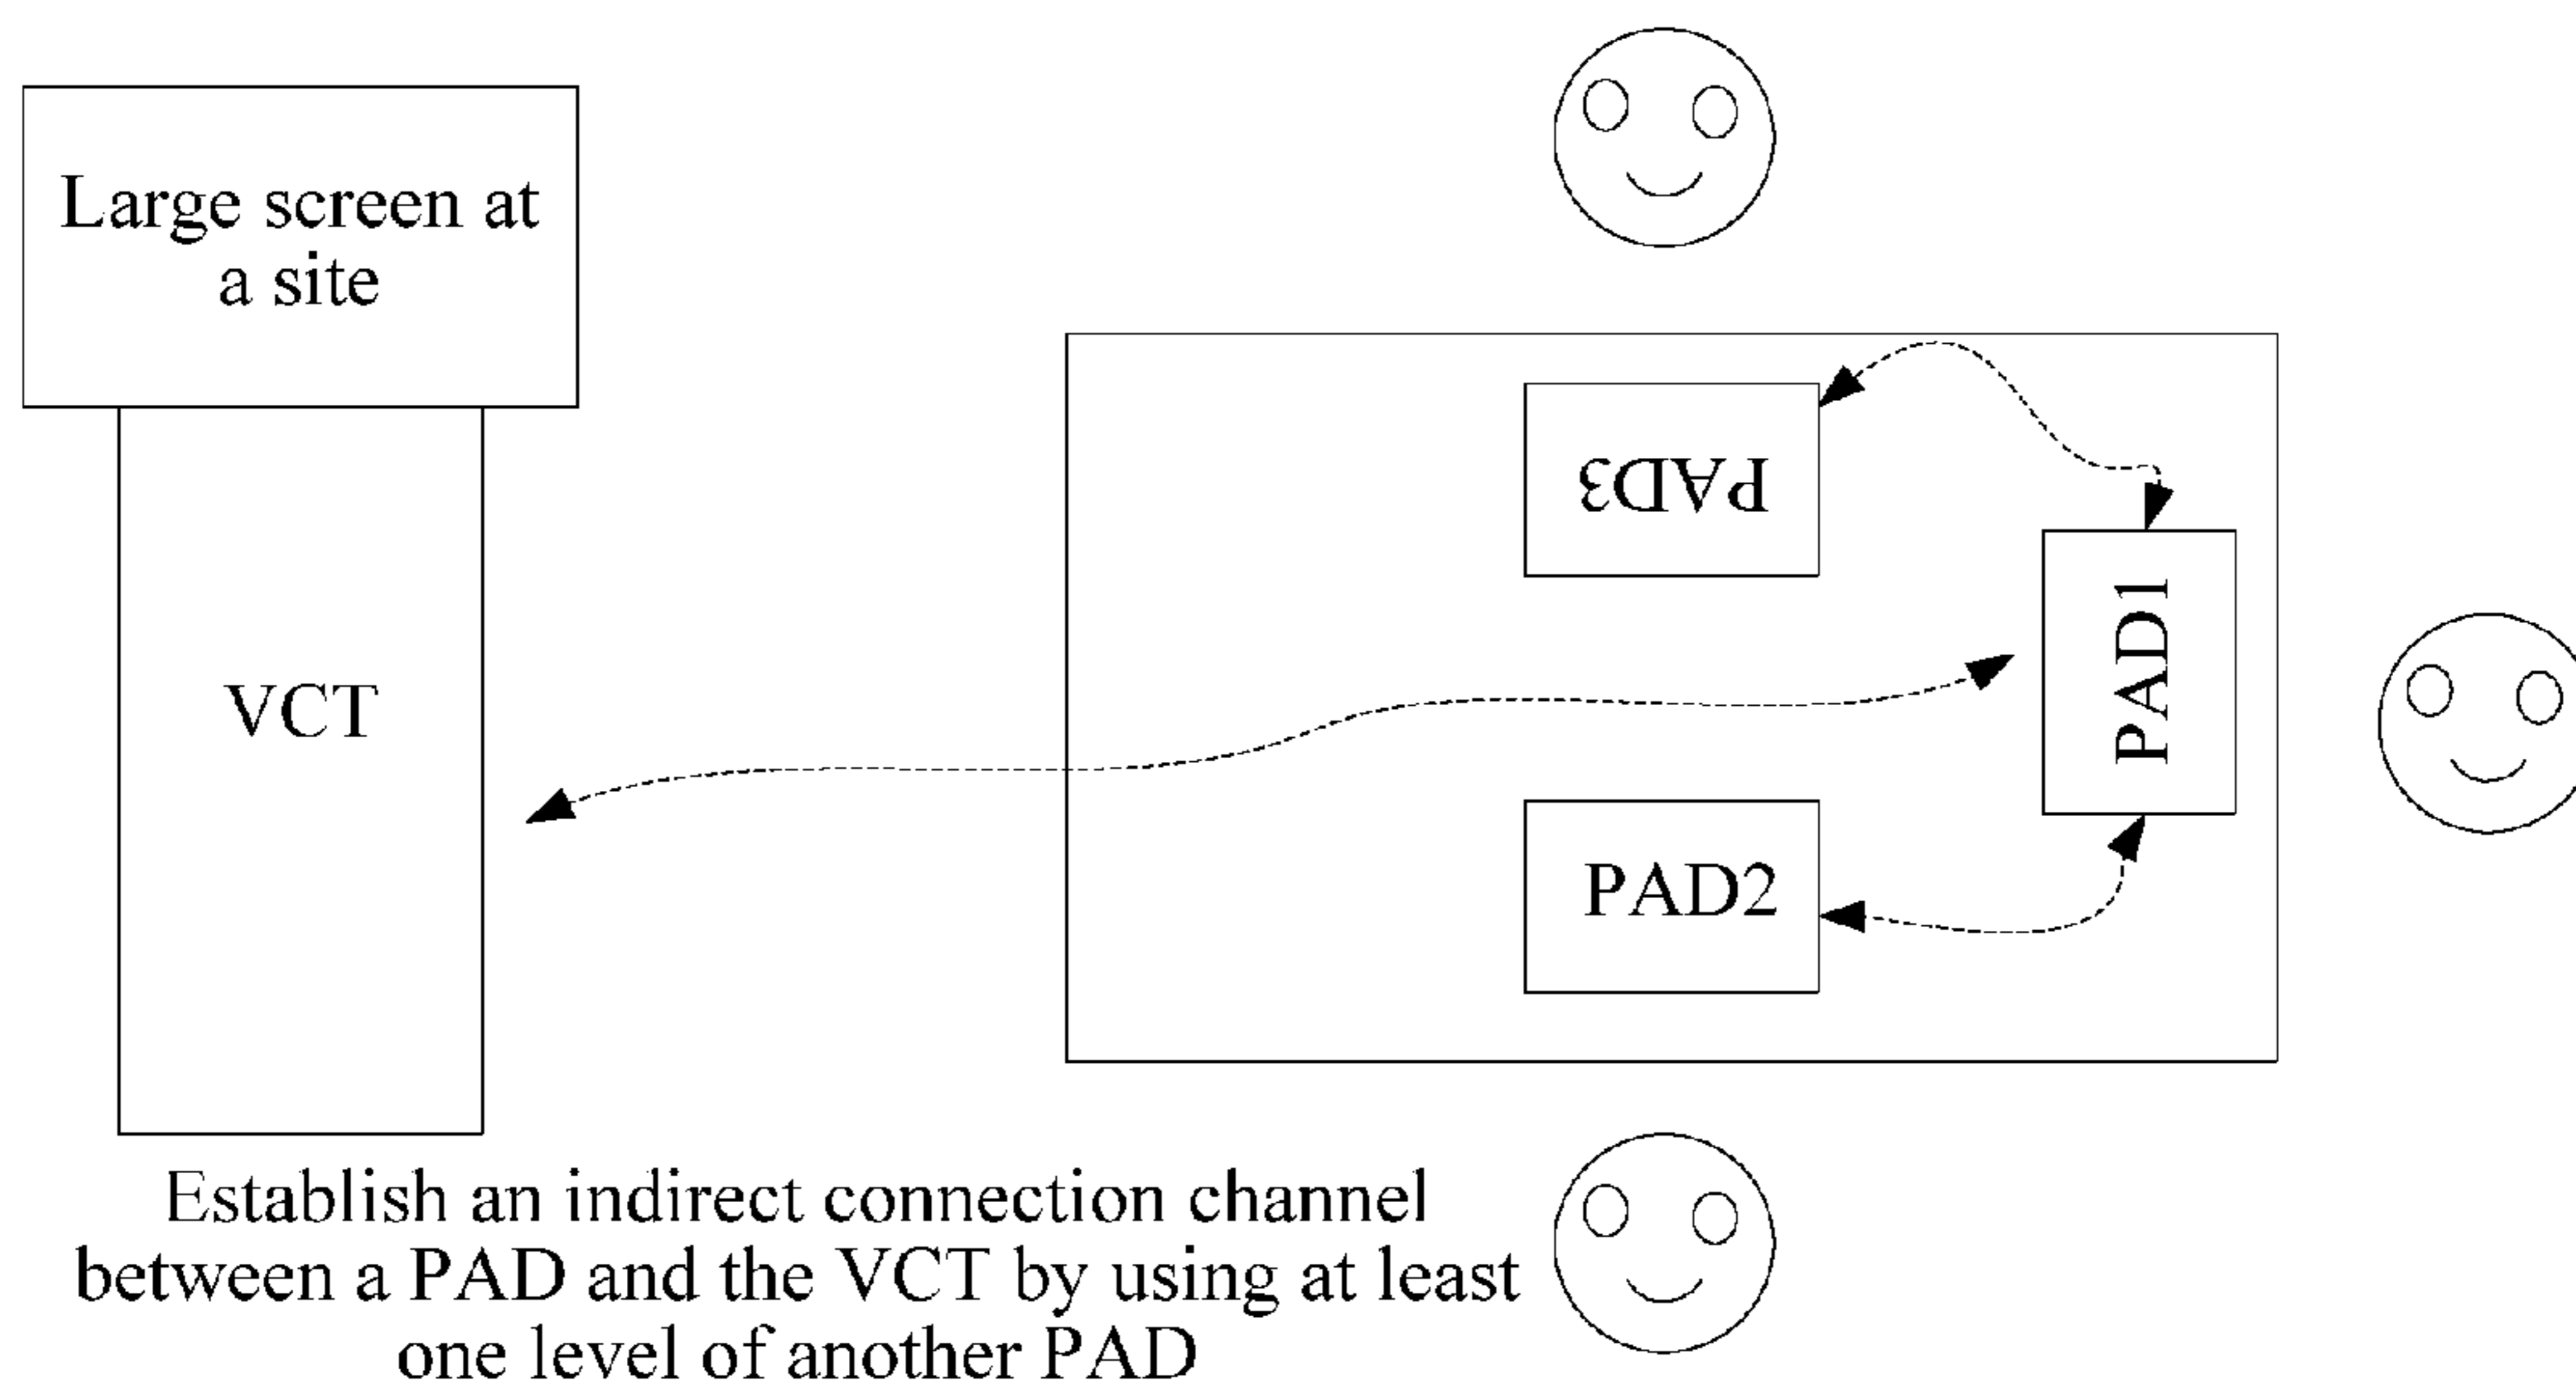 Large screen at
a site
VCT
PAD3
PAD1
PAD2
Establish an indirect connection channel
between a PAD and the VCT by using at least
one level of another PAD